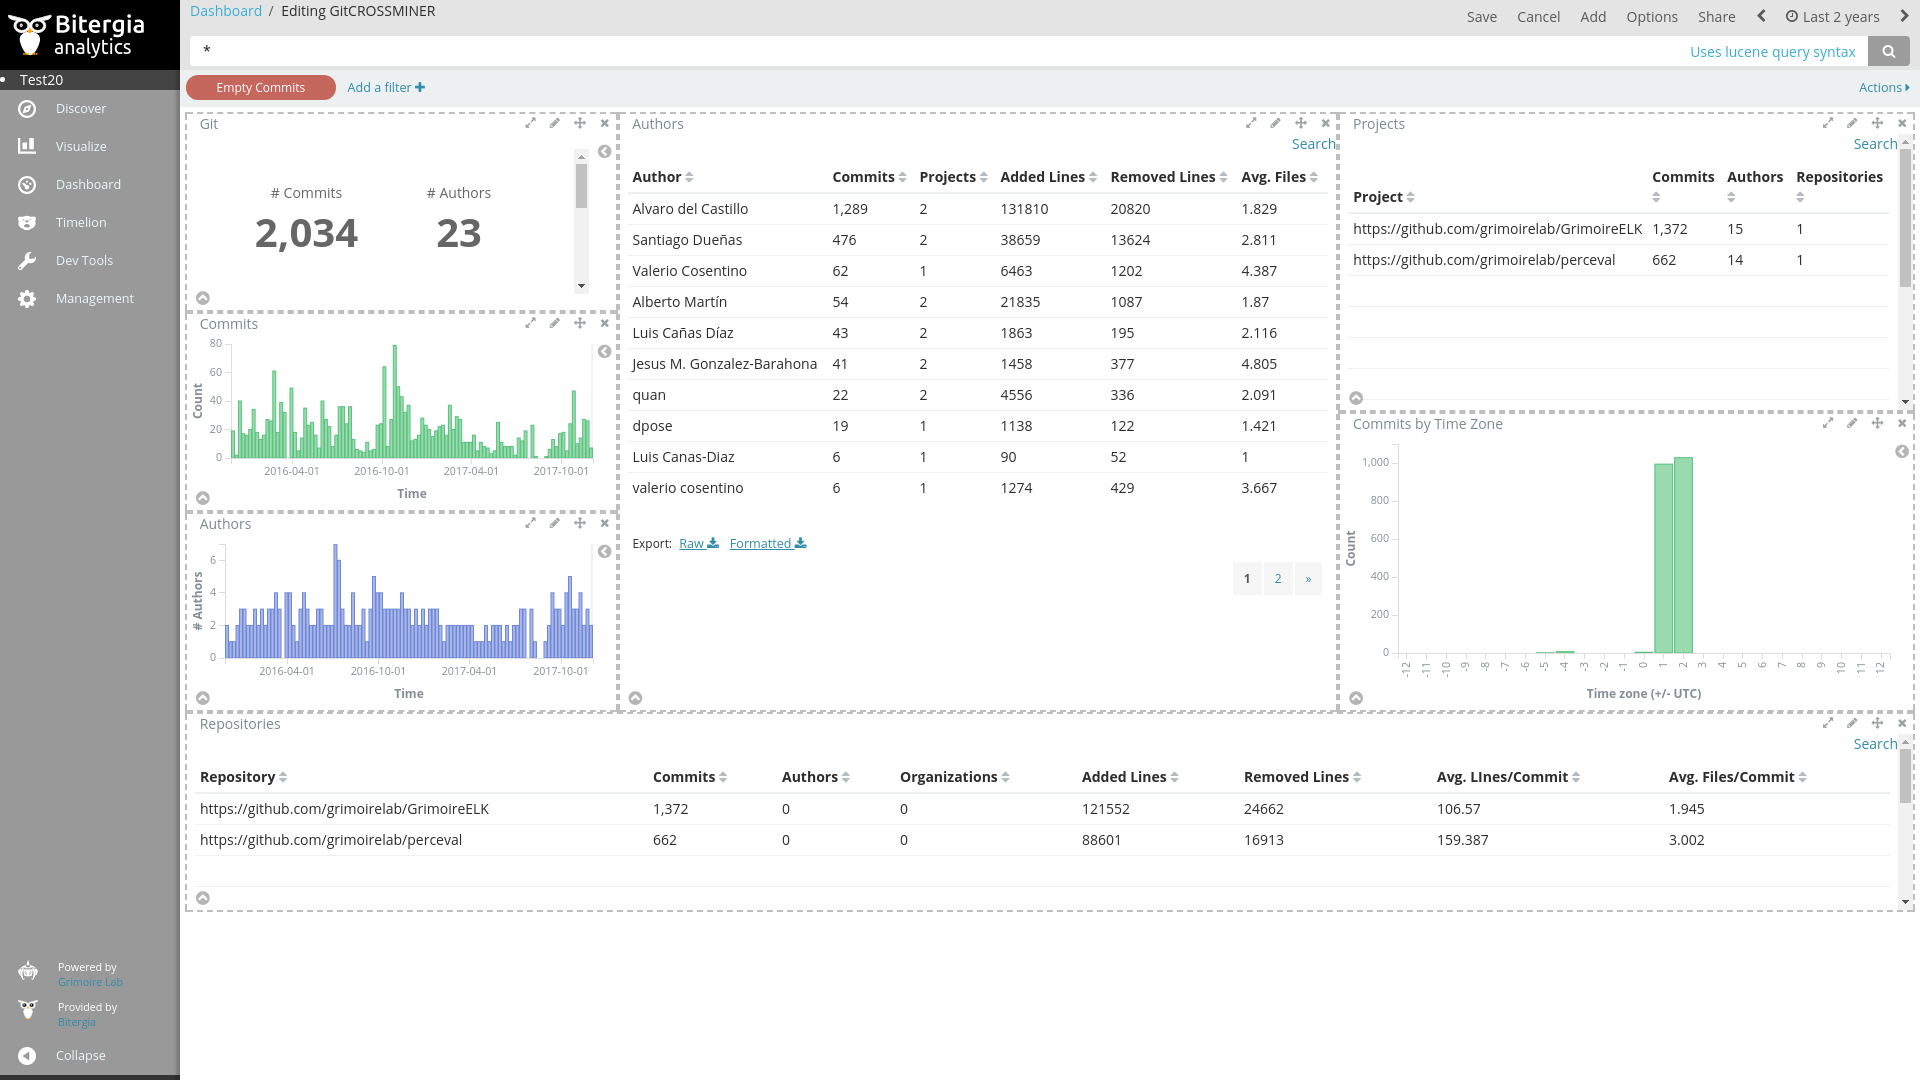 Bitergia
analytics
Test20
Discover
Visualize
Dashboard
Timelion
Dev Tools
Management
Powered by
Grimoire Lab
Provided by
Bitergia
Collapse
Dashboard / Editing GitCROSSMINER
Save Cancel Add Options Share Last 2 years
* Uses lucene query syntax
Empty Commits Add a filter Actions
Git
# Commits # Authors
2,034 23
Commits
80
60
40
20
0
Count
2016-04-01 2016-10-01 2017-04-01 2017-10-01
Time
Authors
6
4
2
0
# Authors
2016-04-01 2016-10-01 2017-04-01 2017-10-01
Time
Authors
Search
Author Commits Projects Added Lines Removed Lines Avg. Files
Alvaro del Castillo 1,289 2 131810 20820 1.829
Santiago Dueñas 476 2 38659 13624 2.811
Valerio Cosentino 62 1 6463 1202 4.387
Alberto Martín 54 2 21835 1087 1.87
Luis Cañas Díaz 43 2 1863 195 2.116
Jesus M. Gonzalez-Barahona 41 2 1458 377 4.805
quan 22 2 4556 336 2.091
dpose 19 1 1138 122 1.421
Luis Canas-Diaz 6 1 90 52 1
valerio cosentino 6 1 1274 429 3.667
Export: Raw Formatted
1 2 »
Projects
Search
Project Commits Authors Repositories
https://github.com/grimoirelab/GrimoireELK 1,372 15 1
https://github.com/grimoirelab/perceval 662 14 1
Commits by Time Zone
1,000
800
600
400
200
0
Count
-12 -11 -10 -9 -8 -7 -6 -5 -4 -3 -2 -1 0 1 2 3 4 5 6 7 8 9 10 11 12
Time zone (+/- UTC)
Repositories
Search
Repository Commits Authors Organizations Added Lines Removed Lines Avg. LInes/Commit Avg. Files/Commit
https://github.com/grimoirelab/GrimoireELK 1,372 0 0 121552 24662 106.57 1.945
https://github.com/grimoirelab/perceval 662 0 0 88601 16913 159.387 3.002